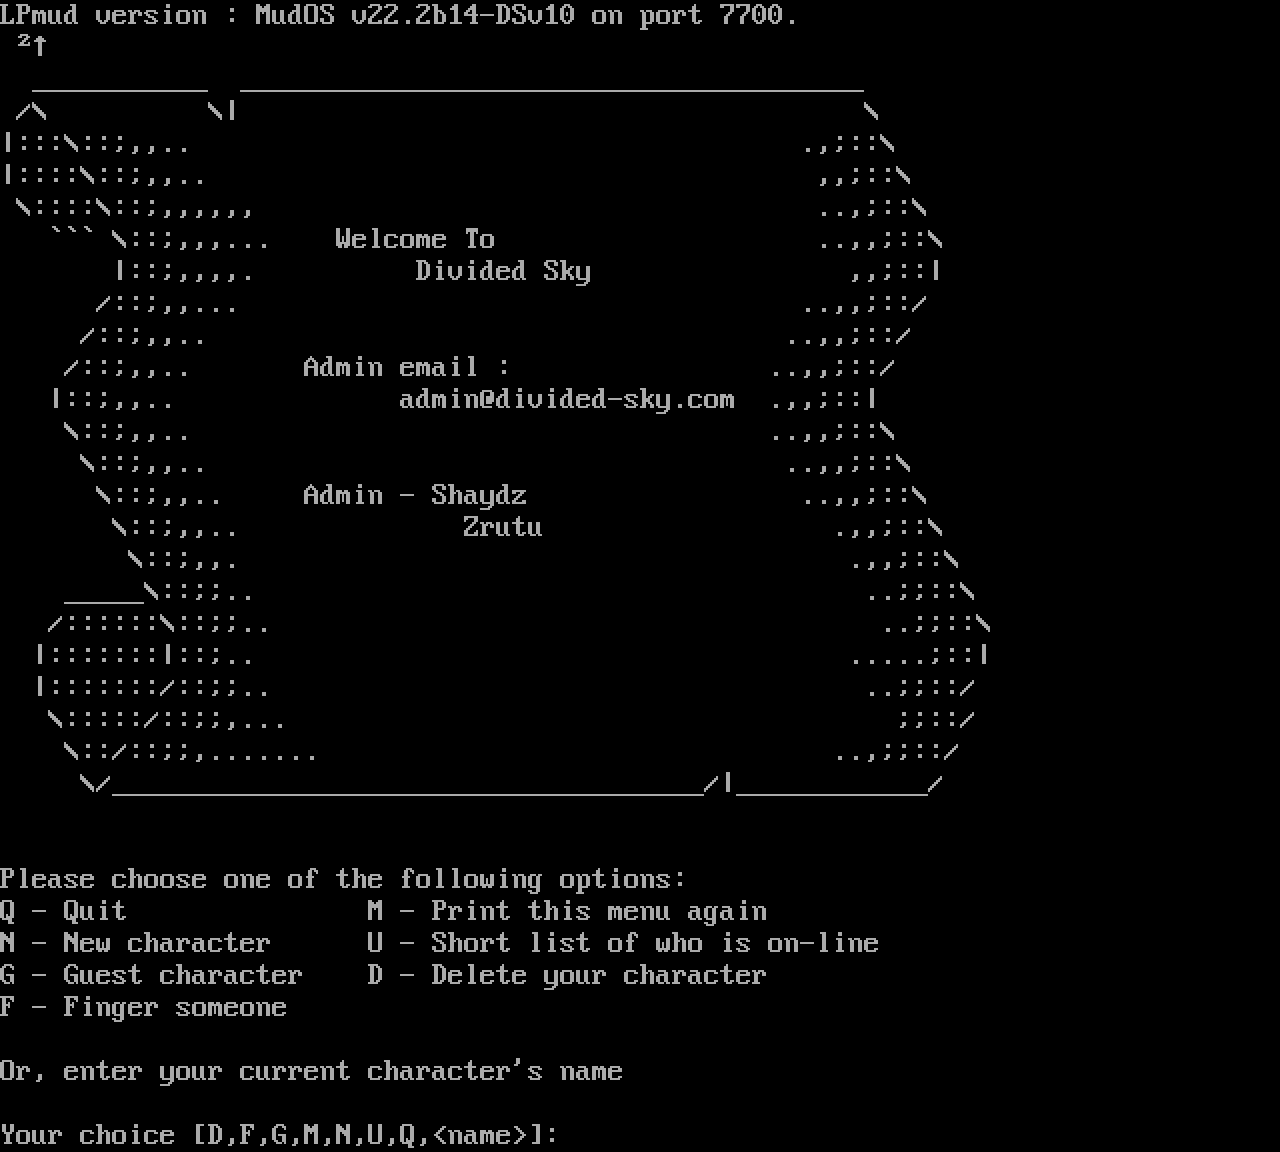 LPmud version : MudOS v22.2b14-DSv10 on port 7700.
²↑
Welcome To
Divided Sky
Admin email :
admin@divided-sky.com
Admin - Shaydz
Zrutu
Please choose one of the following options:
Q - Quit M - Print this menu again
N - New character U - Short list of who is on-line
G - Guest character D - Delete your character
F - Finger someone
Or, enter your current character's name
Your choice [D,F,G,M,N,U,Q,<name>]: